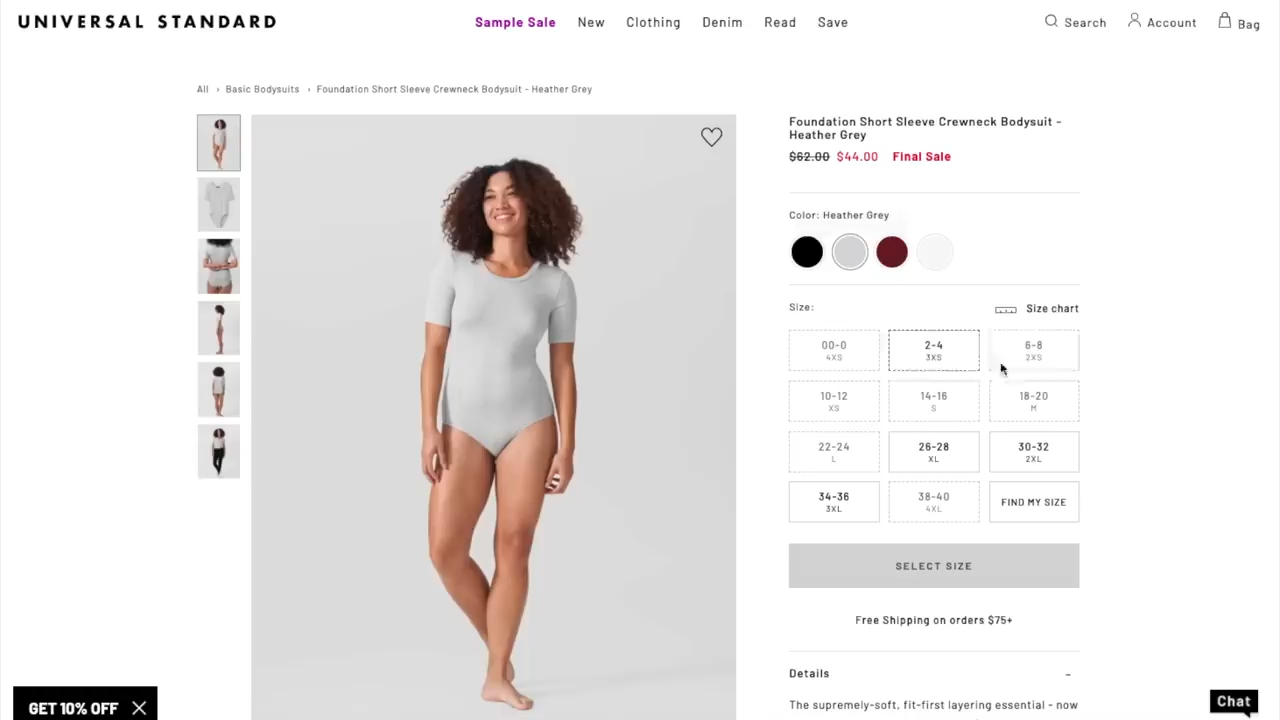 UNIVERSAL STANDARD
Sample Sale New Clothing Denim Read Save
Search Account Bag
All › Basic Bodysuits › Foundation Short Sleeve Crewneck Bodysuit - Heather Grey
Foundation Short Sleeve Crewneck Bodysuit -
Heather Grey
$62.00 $44.00 Final Sale
Color: Heather Grey
Size: Size chart
00-0 2-4 6-8
4XS 3XS 2XS
10-12 14-16 18-20
XS S M
22-24 26-28 30-32
L XL 2XL
34-36 38-40 FIND MY SIZE
3XL 4XL
SELECT SIZE
Free Shipping on orders $75+
Details –
The supremely-soft, fit-first layering essential - now
GET 10% OFF
Chat